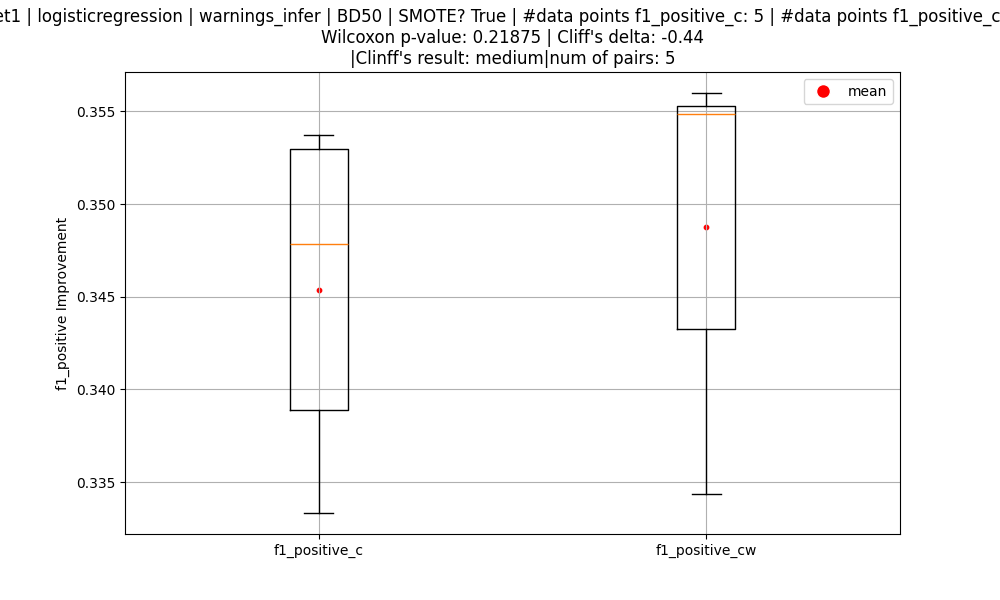 et1 | logisticregression | warnings_infer | BD50 | SMOTE? True | #data points f1_positive_c: 5 | #data points f1_positive_c
Wilcoxon p-value: 0.21875 | Cliff's delta: -0.44
|Clinff's result: medium|num of pairs: 5
mean
0.355
0.350
0.345
0.340
0.335
f1_positive Improvement
f1_positive_c
f1_positive_cw